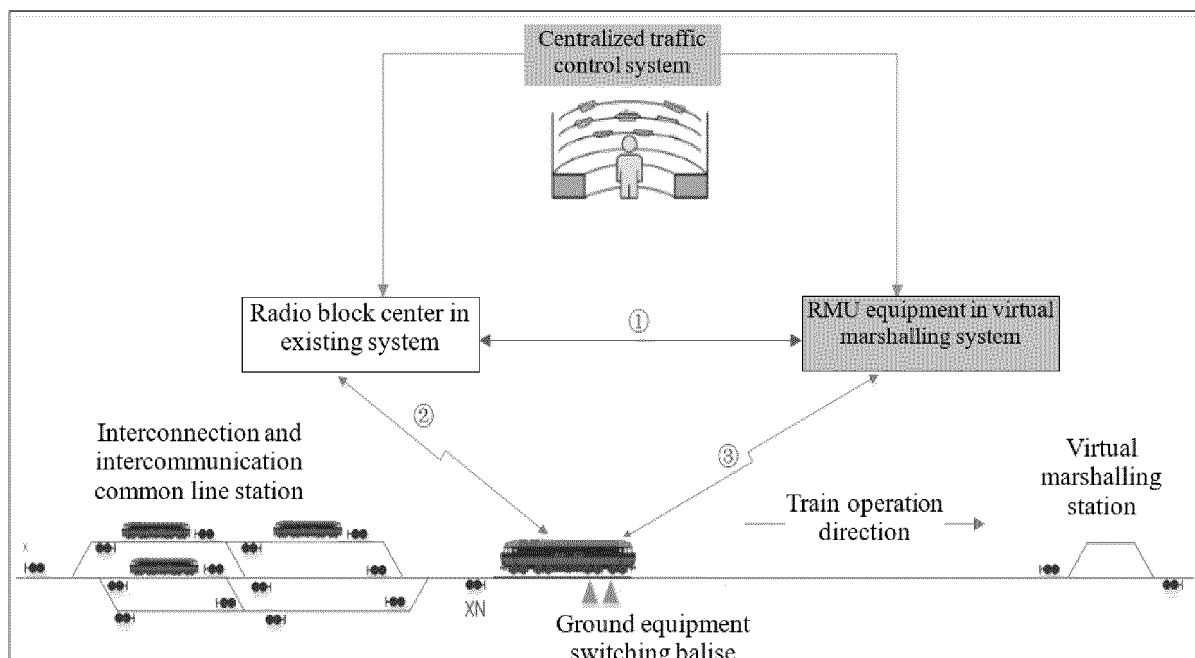 Centralized traffic
control system
Radio block center in
existing system
①
RMU equipment in virtual
marshalling system
②
③
Interconnection and
intercommunication
common line station
Train operation
direction
Virtual
marshalling
station
x
XN
Ground equipment
switching balise